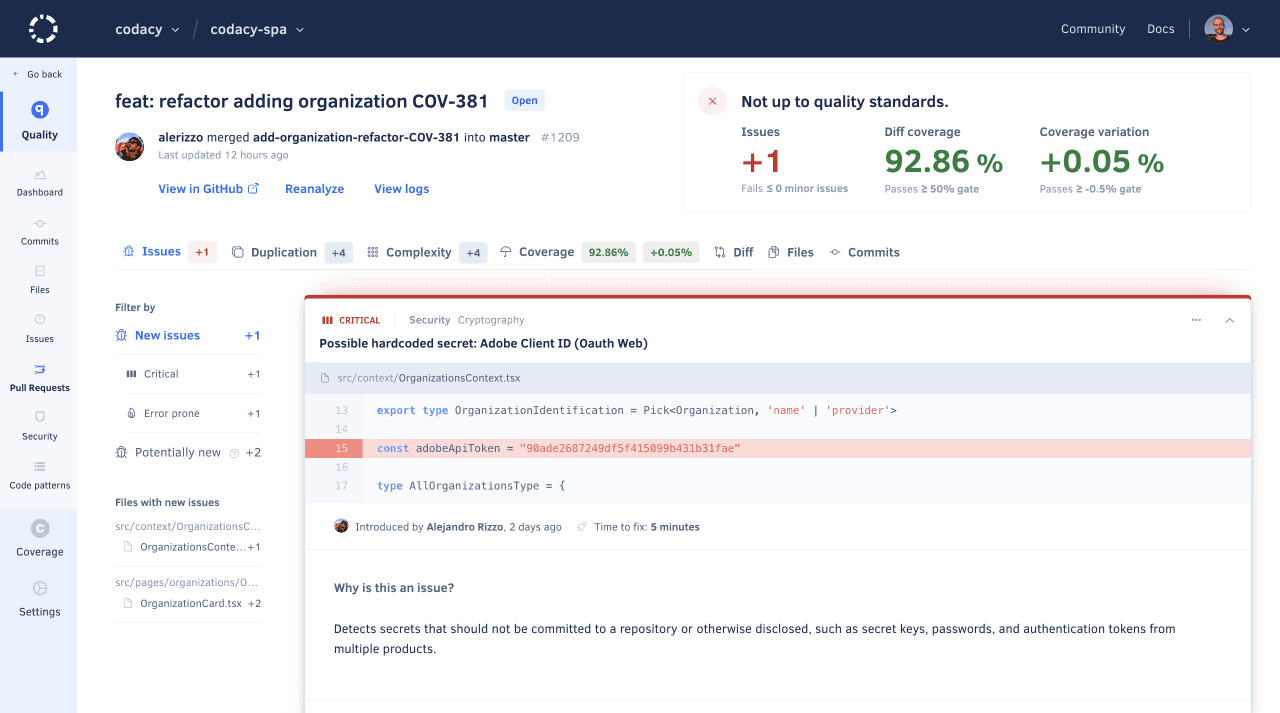 codacy / codacy-spa
Community Docs
← Go back
Quality
Dashboard
Commits
Files
Issues
Pull Requests
Security
Code patterns
Coverage
Settings
feat: refactor adding organization COV-381 Open
alerizzo merged add-organization-refactor-COV-381 into master #1209
Last updated 12 hours ago
View in GitHub Reanalyze View logs
Not up to quality standards.
Issues Diff coverage Coverage variation
+1 92.86 % +0.05 %
Fails ≤ 0 minor issues Passes ≥ 50% gate Passes ≥ -0.5% gate
Issues +1 Duplication +4 Complexity +4 Coverage 92.86% +0.05% Diff Files Commits
Filter by
New issues +1
Critical +1
Error prone +1
Potentially new +2
Files with new issues
src/context/OrganizationsC...
OrganizationsConte... +1
src/pages/organizations/O...
OrganizationCard.tsx +2
CRITICAL Security Cryptography
Possible hardcoded secret: Adobe Client ID (Oauth Web)
src/context/OrganizationsContext.tsx
13 export type OrganizationIdentification = Pick<Organization, 'name' | 'provider'>
14
15 const adobeApiToken = "90ade2687249df5f415099b431b31fae"
16
17 type AllOrganizationsType = {
Introduced by Alejandro Rizzo, 2 days ago Time to fix: 5 minutes
Why is this an issue?
Detects secrets that should not be committed to a repository or otherwise disclosed, such as secret keys, passwords, and authentication tokens from
multiple products.